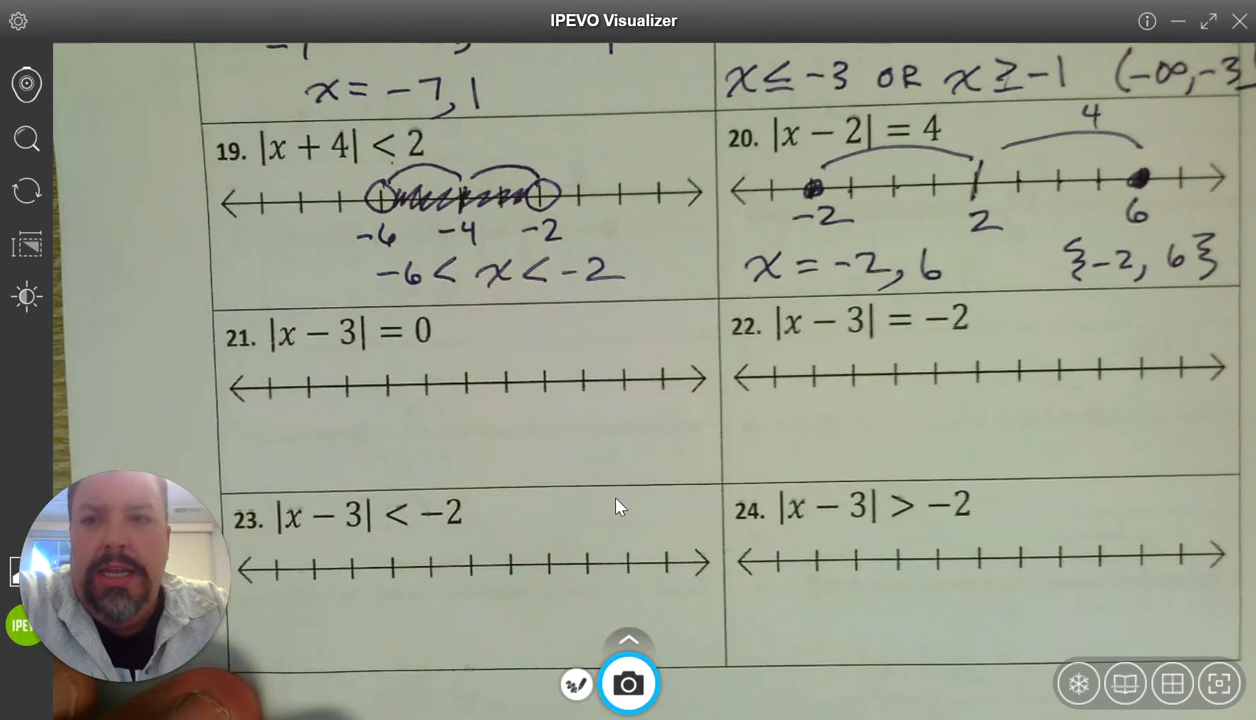 IPEVO Visualizer
x = -7, 1
x ≤ -3 OR x ≥ -1 (-∞, -3
19. |x + 4| < 2
-6 -4 -2
-6 < x < -2
20. |x − 2| = 4
4
-2 2 6
x = -2, 6 {-2, 6}
21. |x − 3| = 0
22. |x − 3| = −2
23. |x − 3| < −2
24. |x − 3| > −2